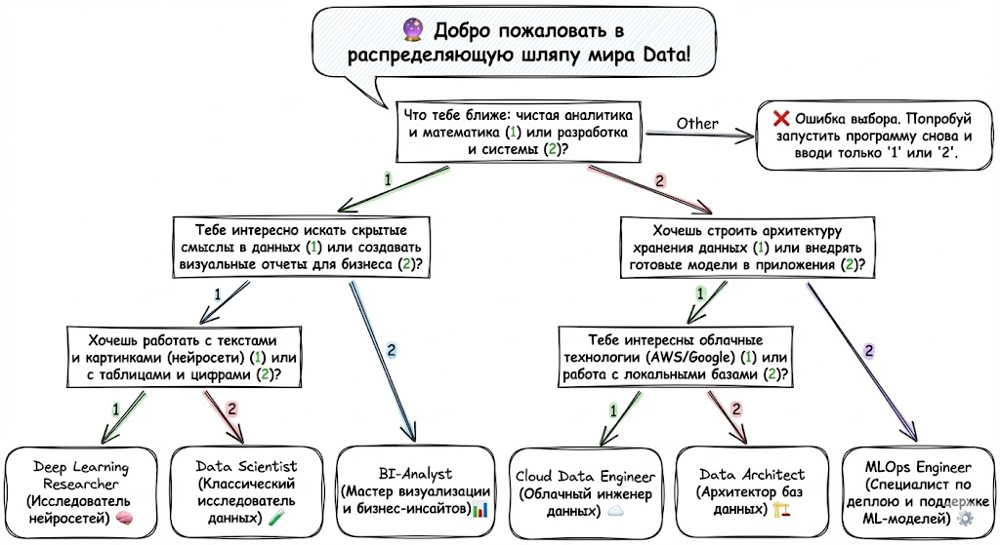 🔮 Добро пожаловать в
распределяющую шляпу мира Data!
Что тебе ближе: чистая аналитика
и математика (1) или разработка
и системы (2)?
Other
❌ Ошибка выбора. Попробуй
запустить программу снова и
вводи только '1' или '2'.
1
2
Тебе интересно искать скрытые
смыслы в данных (1) или создавать
визуальные отчеты для бизнеса (2)?
Хочешь строить архитектуру
хранения данных (1) или внедрять
готовые модели в приложения (2)?
1
2
1
2
Хочешь работать с текстами
и картинками (нейросети) (1) или
с таблицами и цифрами (2)?
Тебе интересны облачные
технологии (AWS/Google) (1) или
работа с локальными базами (2)?
1
2
1
2
Deep Learning
Researcher
(Исследователь
нейросетей) 🧠
Data Scientist
(Классический
исследователь
данных) 🧪
BI-Analyst
(Мастер визуализации
и бизнес-инсайтов) 📊
Cloud Data Engineer
(Облачный инженер
данных) ☁️
Data Architect
(Архитектор баз
данных) 🏗️
MLOps Engineer
(Специалист по
деплою и поддержке
ML-моделей) ⚙️